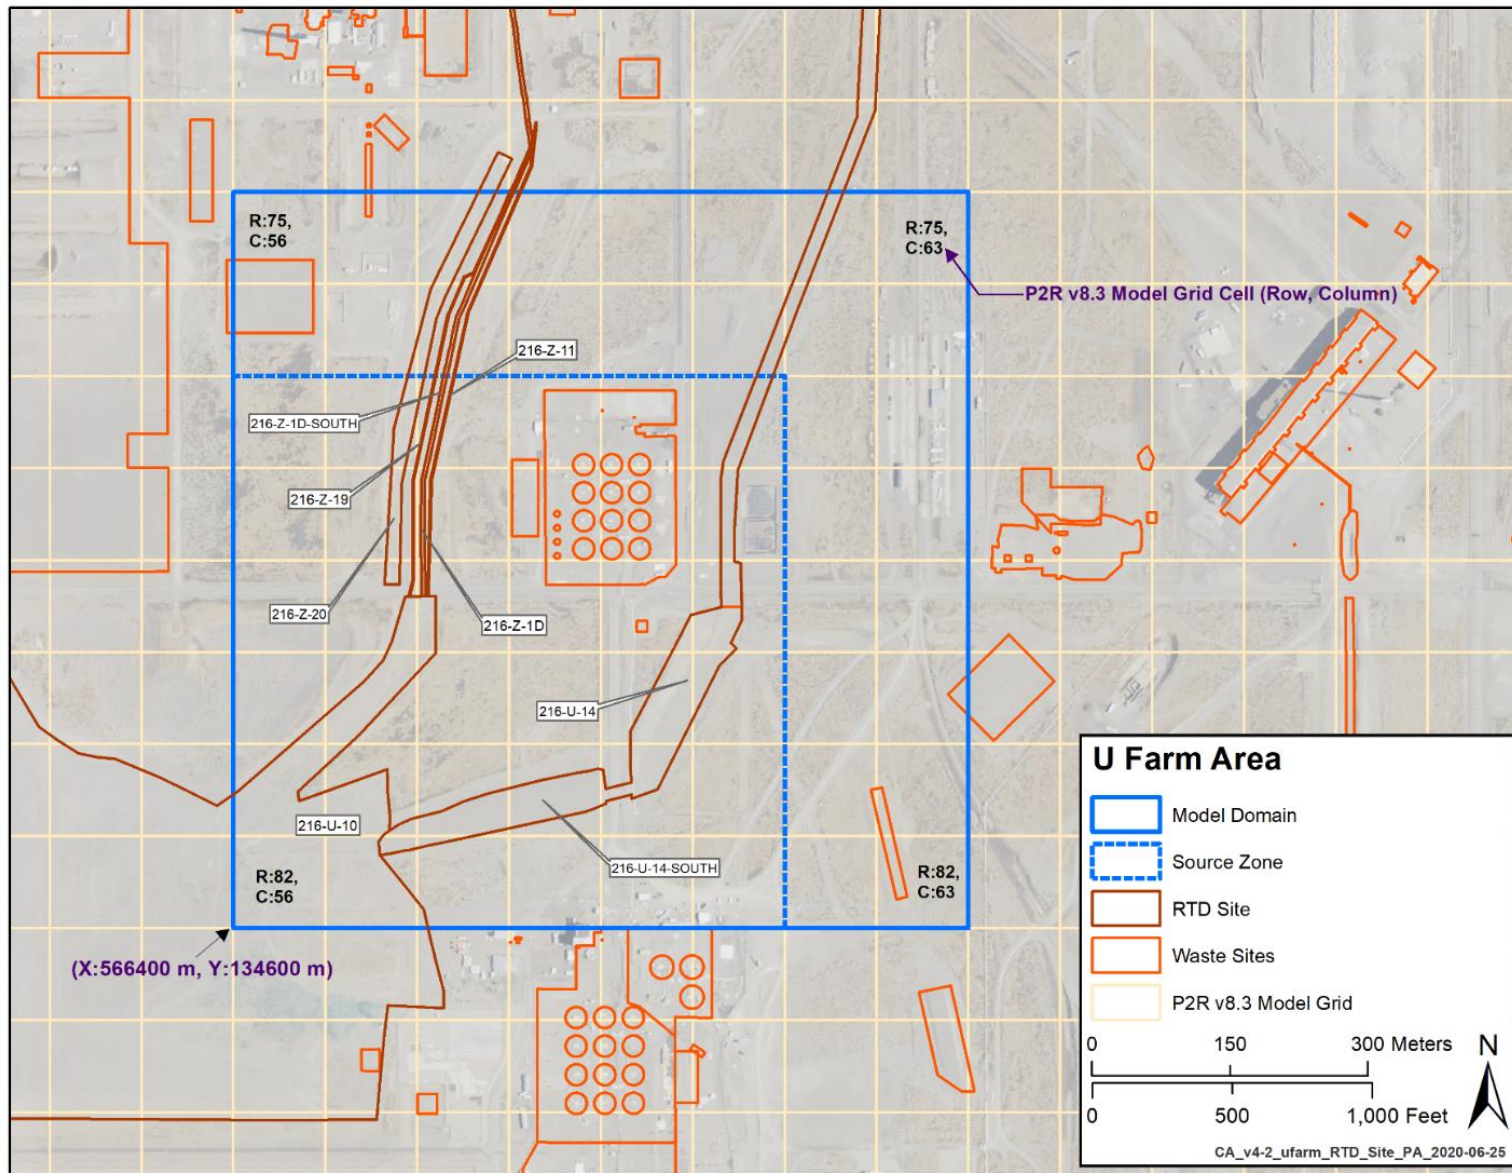 R:75,
C:56
R:75,
C:63
P2R v8.3 Model Grid Cell (Row, Column)
216-Z-11
216-Z-1D-SOUTH
216-Z-19
216-Z-20
216-Z-1D
216-U-14
216-U-10
216-U-14-SOUTH
R:82,
C:56
R:82,
C:63
(X:566400 m, Y:134600 m)
U Farm Area
Model Domain
Source Zone
RTD Site
Waste Sites
P2R v8.3 Model Grid
0 150 300 Meters
N
0 500 1,000 Feet
CA_v4-2_ufarm_RTD_Site_PA_2020-06-25